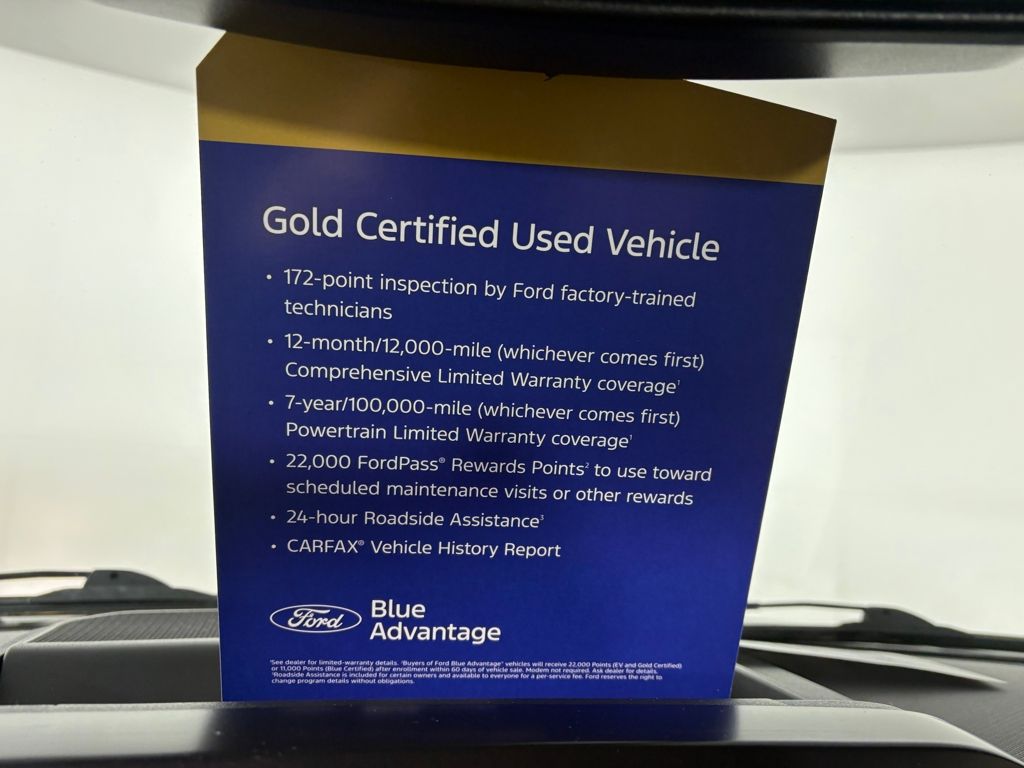 Gold Certified Used Vehicle
• 172-point inspection by Ford factory-trained
technicians
• 12-month/12,000-mile (whichever comes first)
Comprehensive Limited Warranty coverage¹
• 7-year/100,000-mile (whichever comes first)
Powertrain Limited Warranty coverage¹
• 22,000 FordPass® Rewards Points² to use toward
scheduled maintenance visits or other rewards
• 24-hour Roadside Assistance³
• CARFAX® Vehicle History Report
Ford Blue
Advantage
¹See dealer for limited-warranty details. ²Buyers of Ford Blue Advantage™ vehicles will receive 22,000 Points (EV and Gold Certified)
or 11,000 Points (Blue Certified) after enrollment within 60 days of vehicle sale. Modem not required. Ask dealer for details.
³Roadside Assistance is included for certain owners and available to everyone for a per-service fee. Ford reserves the right to
change program details without obligations.